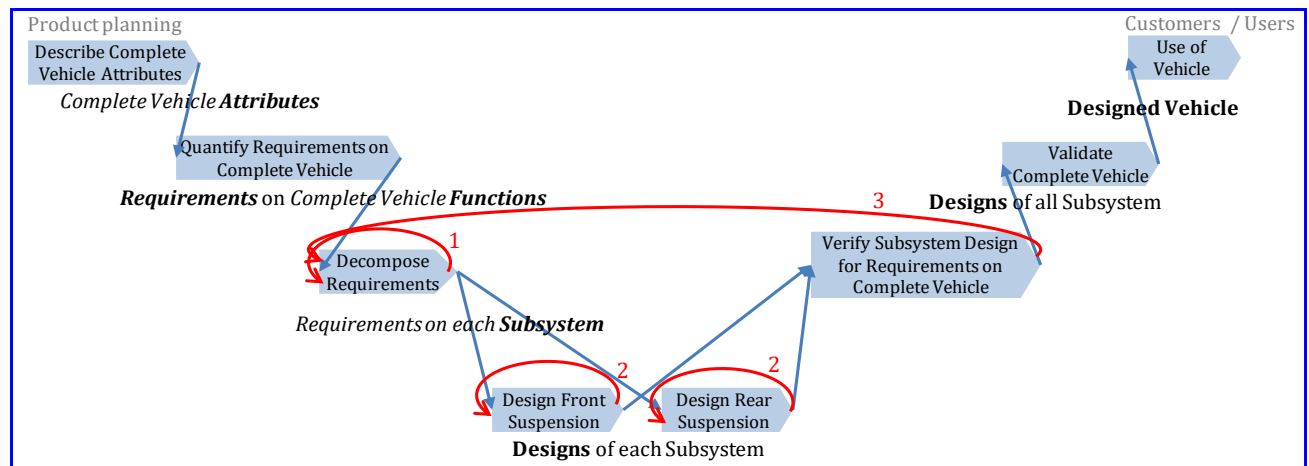 Product planning
Customers / Users
Describe Complete
Vehicle Attributes
Use of
Vehicle
Complete Vehicle Attributes
Designed Vehicle
Quantify Requirements on
Complete Vehicle
Validate
Complete Vehicle
Requirements on Complete Vehicle Functions
Designs of all Subsystem
3
1
Decompose
Requirements
Verify Subsystem Design
for Requirements on
Complete Vehicle
Requirements on each Subsystem
2
2
Design Front
Suspension
Design Rear
Suspension
Designs of each Subsystem